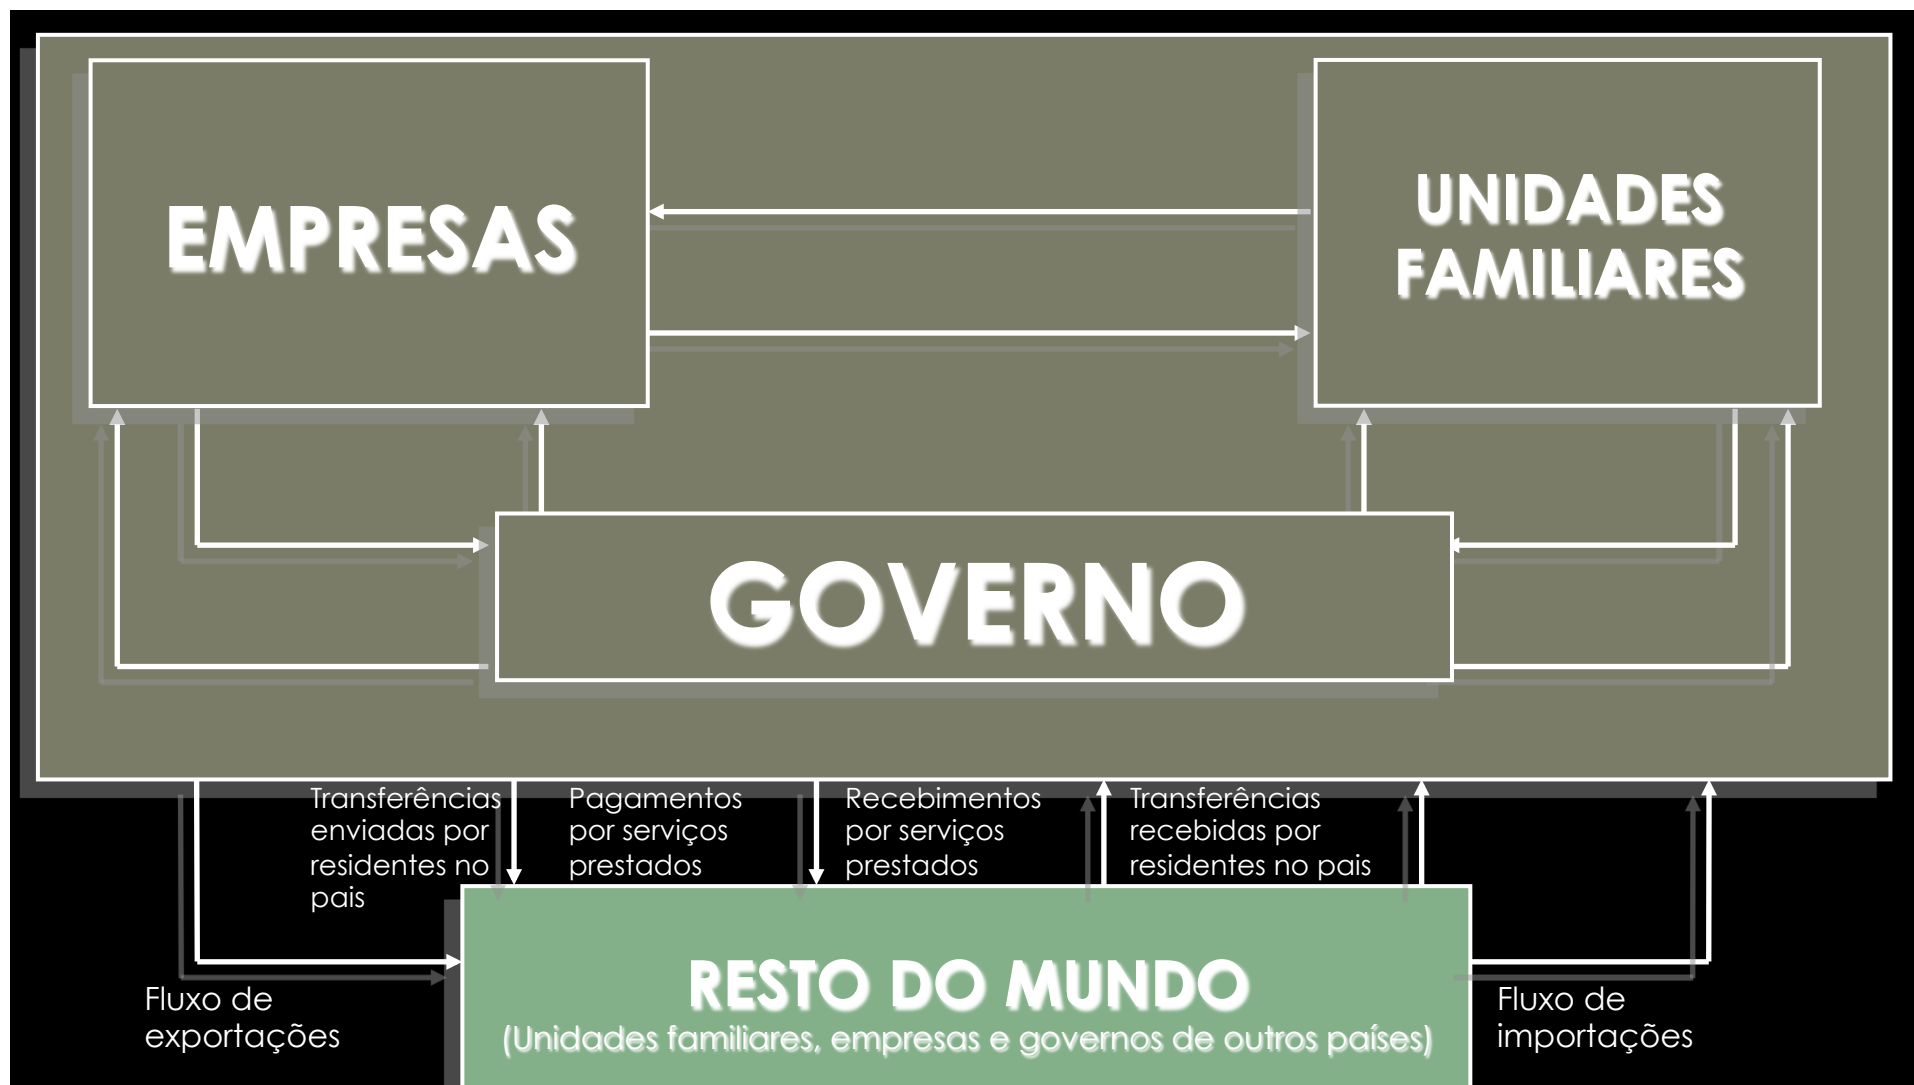 EMPRESAS
UNIDADES
FAMILIARES
GOVERNO
Transferências
enviadas por
residentes no
pais
Pagamentos
por serviços
prestados
Recebimentos
por serviços
prestados
Transferências
recebidas por
residentes no pais
Fluxo de
exportações
RESTO DO MUNDO
(Unidades familiares, empresas e governos de outros países)
Fluxo de
importações